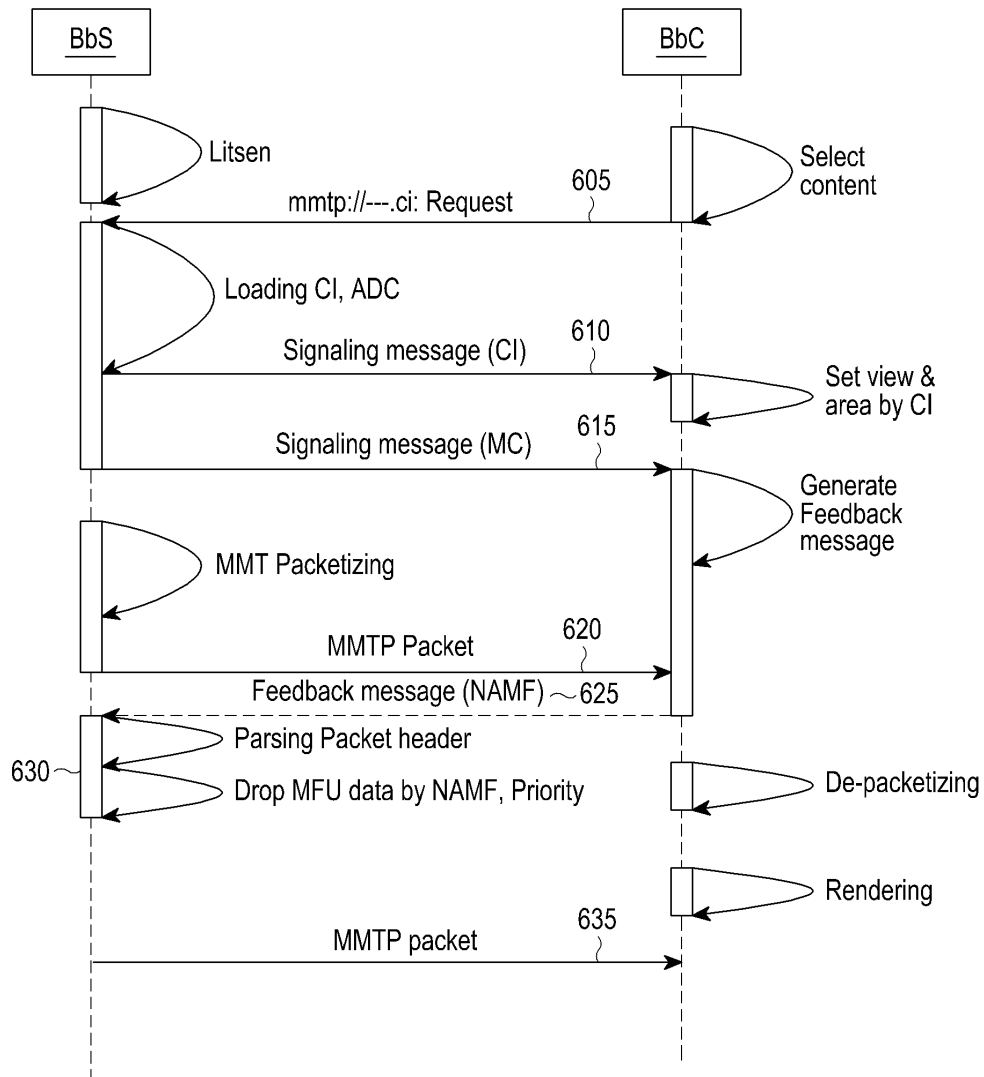 BbS
BbC
Litsen
Select
content
605
mmtp://---.ci: Request
Loading CI, ADC
610
Signaling message (CI)
Set view &
area by CI
615
Signaling message (MC)
Generate
Feedback
message
MMT Packetizing
620
MMTP Packet
Feedback message (NAMF)
625
Parsing Packet header
630
Drop MFU data by NAMF, Priority
De-packetizing
Rendering
635
MMTP packet